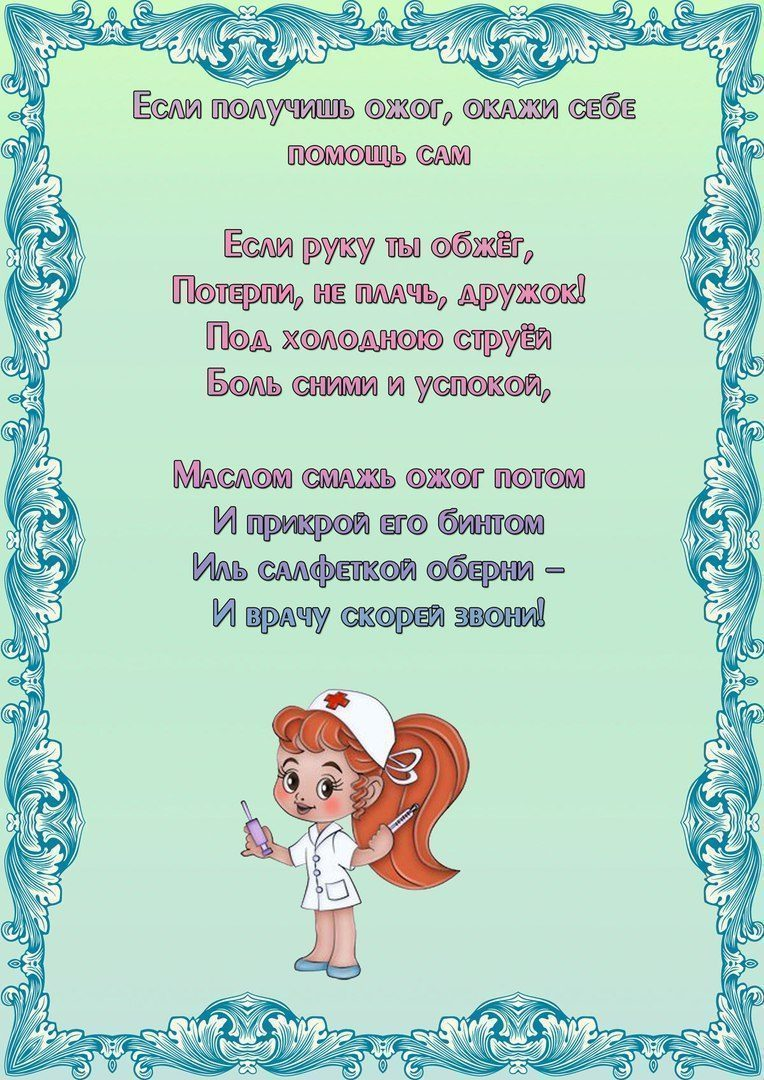 Если получишь ожог, окажи себе
помощь сам
Если руку ты обжёг,
Потерпи, не плачь, дружок!
Под холодною струёй
Боль сними и успокой,
Маслом смажь ожог потом
И прикрой его бинтом
Иль салфеткой оберни –
И врачу скорей звони!